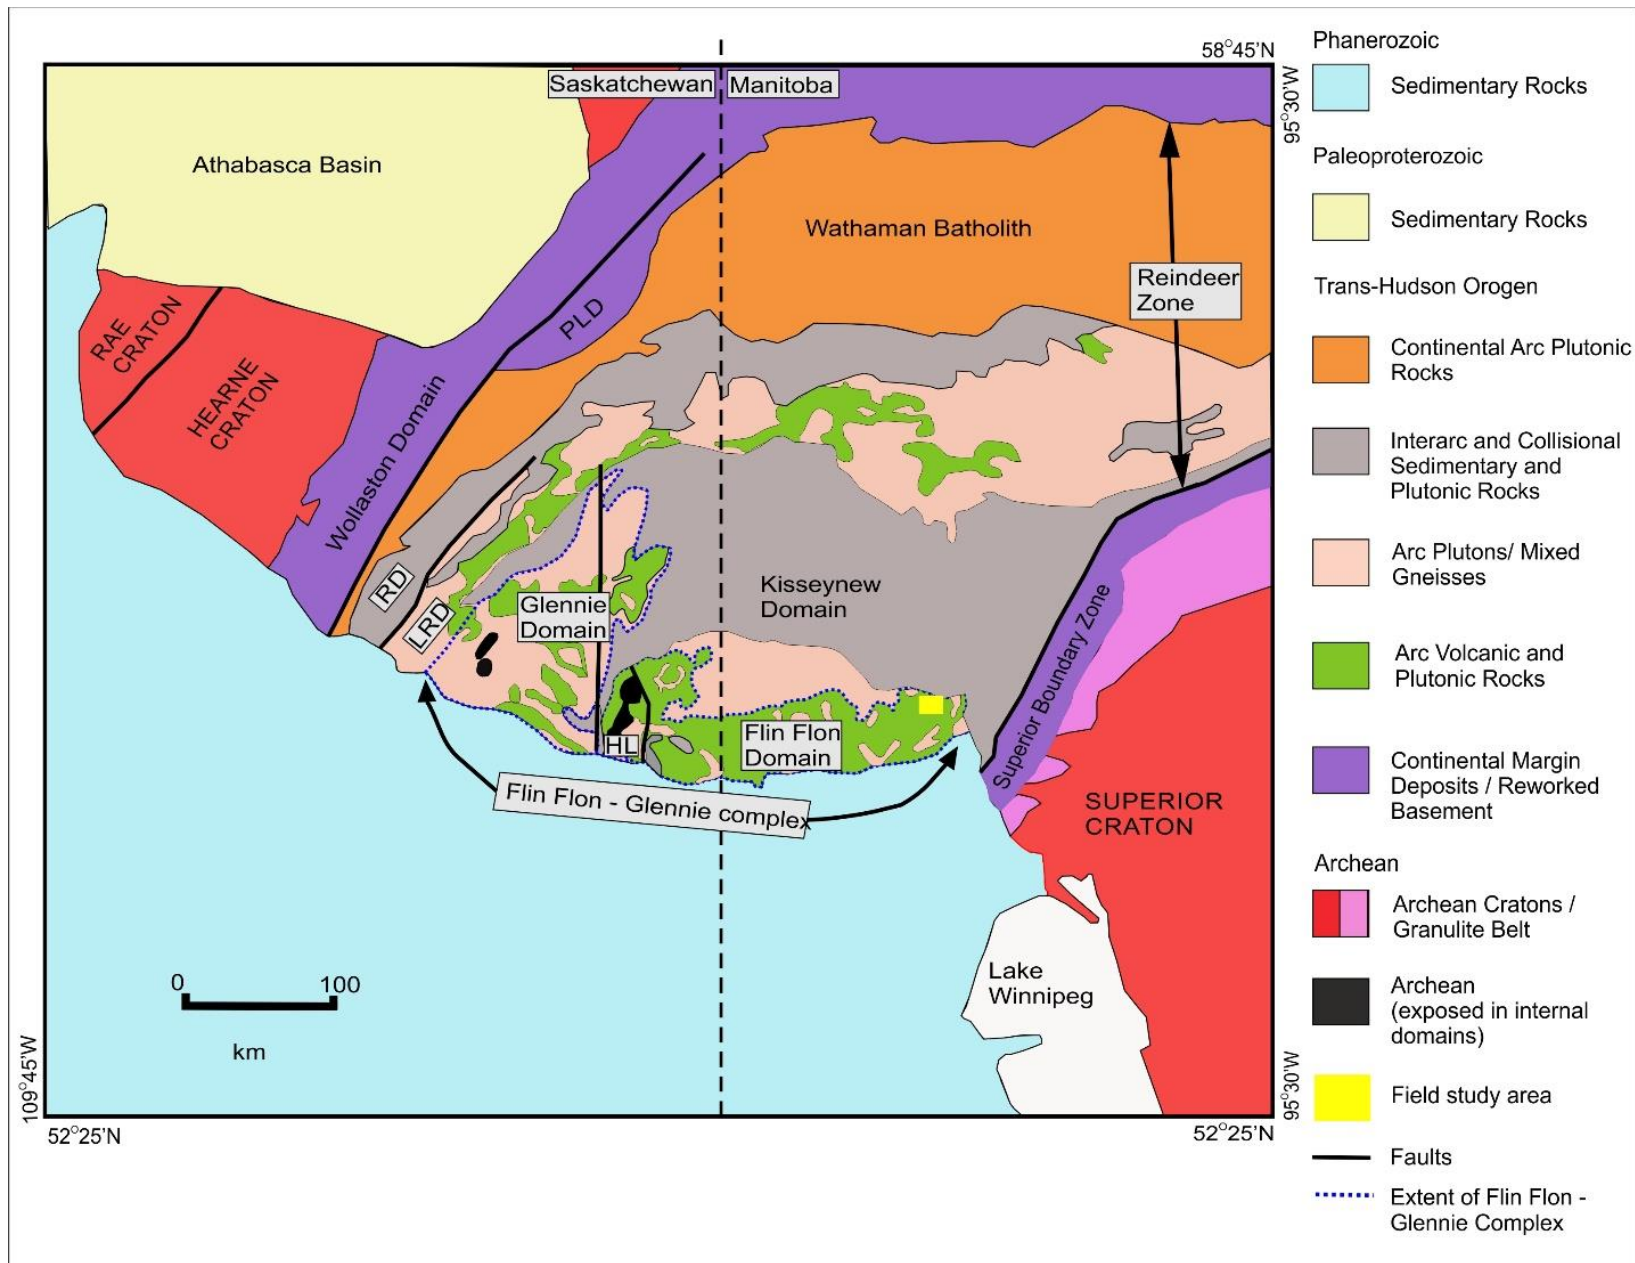 58°45'N
95°30'W
Saskatchewan
Manitoba
Athabasca Basin
Wathaman Batholith
Reindeer
Zone
RAE
CRATON
HEARNE
CRATON
PLD
Wollaston Domain
RD
LRD
Glennie
Domain
Kisseynew
Domain
HL
Flin Flon
Domain
Flin Flon - Glennie complex
Superior Boundary Zone
SUPERIOR
CRATON
Lake
Winnipeg
0 100
km
109°45'W
52°25'N
52°25'N
95°30'W
Phanerozoic
Sedimentary Rocks
Paleoproterozoic
Sedimentary Rocks
Trans-Hudson Orogen
Continental Arc Plutonic
Rocks
Interarc and Collisional
Sedimentary and
Plutonic Rocks
Arc Plutons/ Mixed
Gneisses
Arc Volcanic and
Plutonic Rocks
Continental Margin
Deposits / Reworked
Basement
Archean
Archean Cratons /
Granulite Belt
Archean
(exposed in internal
domains)
Field study area
Faults
Extent of Flin Flon -
Glennie Complex